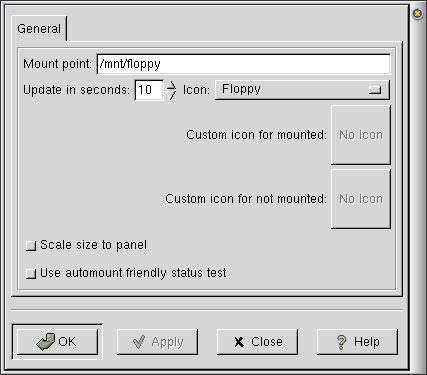 General
Mount point: /mnt/floppy
Update in seconds: 10 Icon: Floppy
Custom icon for mounted: No Icon
Custom icon for not mounted: No Icon
Scale size to panel
Use automount friendly status test
OK Apply Close Help